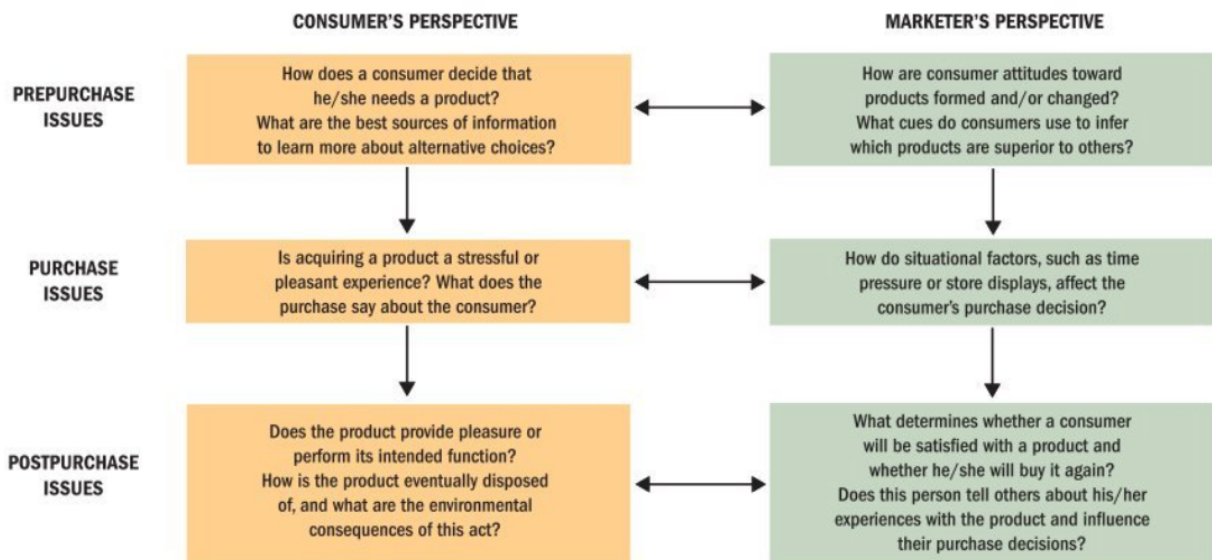 CONSUMER'S PERSPECTIVE
MARKETER'S PERSPECTIVE
PREPURCHASE
ISSUES
How does a consumer decide that
he/she needs a product?
What are the best sources of information
to learn more about alternative choices?
How are consumer attitudes toward
products formed and/or changed?
What cues do consumers use to infer
which products are superior to others?
PURCHASE
ISSUES
Is acquiring a product a stressful or
pleasant experience? What does the
purchase say about the consumer?
How do situational factors, such as time
pressure or store displays, affect the
consumer's purchase decision?
POSTPURCHASE
ISSUES
Does the product provide pleasure or
perform its intended function?
How is the product eventually disposed
of, and what are the environmental
consequences of this act?
What determines whether a consumer
will be satisfied with a product and
whether he/she will buy it again?
Does this person tell others about his/her
experiences with the product and influence
their purchase decisions?